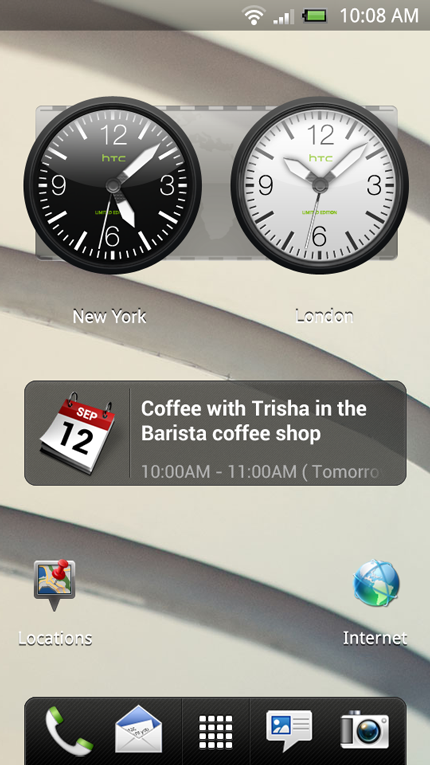 10:08 AM
12
hTC
9
3
LIMITED EDITION
6
12
hTC
9
3
LIMITED EDITION
6
New York
London
SEP
12
Coffee with Trisha in the
Barista coffee shop
10:00AM - 11:00AM ( Tomorro
Locations
Internet